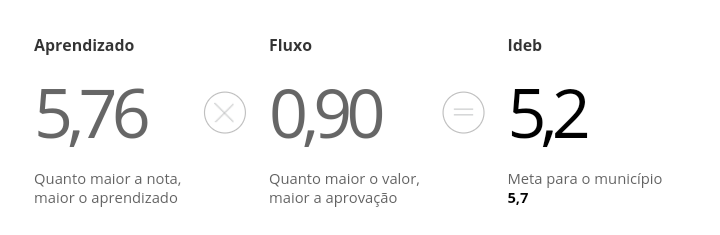 Aprendizado
5,76
Quanto maior a nota,
maior o aprendizado
×
Fluxo
0,90
Quanto maior o valor,
maior a aprovação
=
Ideb
5,2
Meta para o município
5,7